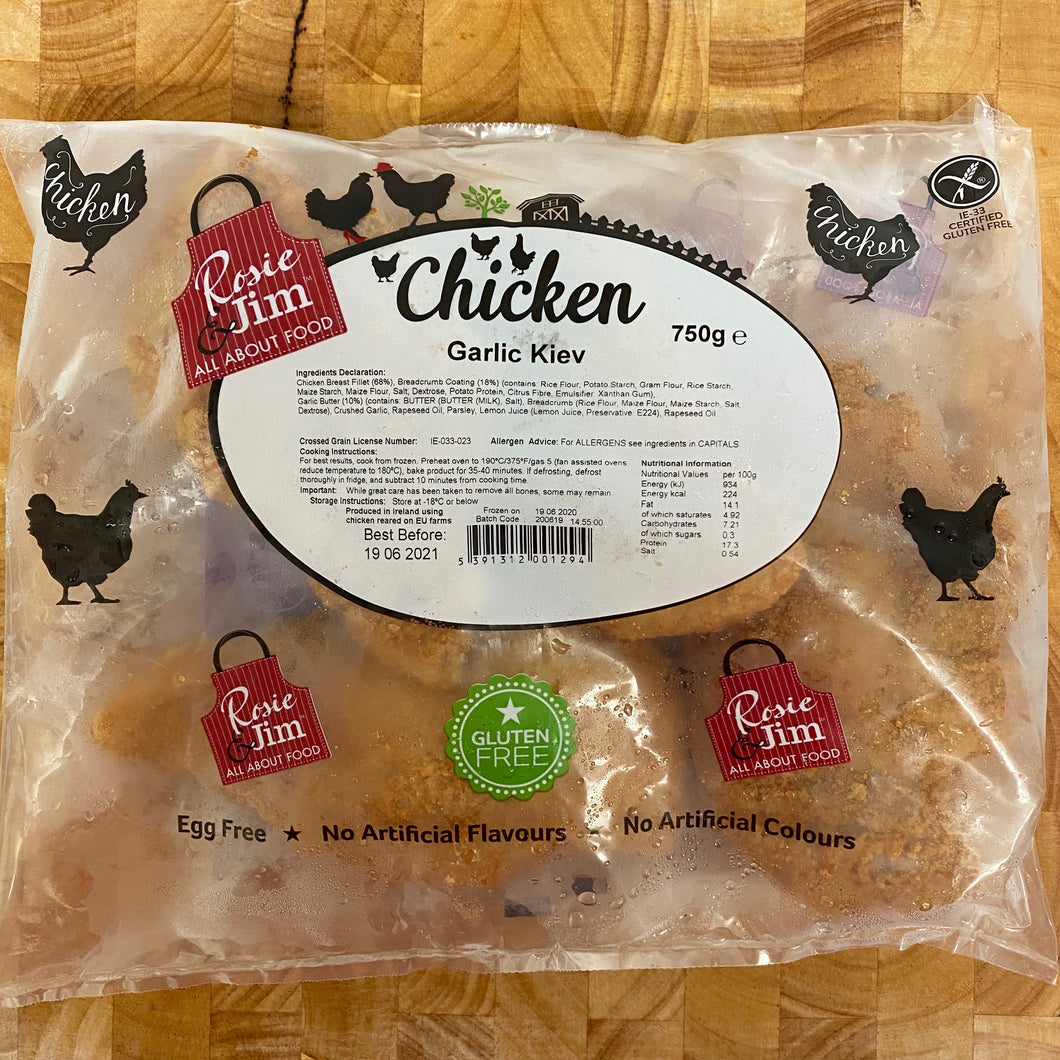 chicken
Rosie
& Jim™
ALL ABOUT FOOD
Chicken
750g e
Garlic Kiev
chicken
IE-33
CERTIFIED
GLUTEN FREE
Ingredients Declaration:
Chicken Breast Fillet (68%), Breadcrumb Coating (18%) (contains: Rice Flour, Potato Starch, Gram Flour, Rice Starch,
Maize Starch, Maize Flour, Salt, Dextrose, Potato Protein, Citrus Fibre, Emulsifier: Xanthan Gum),
Garlic Butter (10%) (contains: BUTTER (BUTTER (MILK), Salt), Breadcrumb (Rice Flour, Maize Flour, Maize Starch, Salt,
Dextrose), Crushed Garlic, Rapeseed Oil, Parsley, Lemon Juice (Lemon Juice, Preservative: E224), Rapeseed Oil.
Crossed Grain License Number: IE-033-023 Allergen Advice: For ALLERGENS see ingredients in CAPITALS
Cooking Instructions:
For best results, cook from frozen. Preheat oven to 190ºC/375ºF/gas 5 (fan assisted ovens
reduce temperature to 180ºC), bake product for 35-40 minutes. If defrosting, defrost
thoroughly in fridge, and subtract 10 minutes from cooking time.
Important: While great care has been taken to remove all bones, some may remain.
Storage Instructions: Store at -18ºC or below
Produced in Ireland using
chicken reared on EU farms
Frozen on : 19 06 2020
Batch Code : 200619 14:55:00
Best Before:
19 06 2021
5 391312 001294
Nutritional Information
Nutritional Values per 100g
Energy (kJ) 934
Energy kcal 224
Fat 14.1
of which saturates 4.92
Carbohydrates 7.21
of which sugars 0.3
Protein 17.3
Salt 0.54
Rosie
& Jim™
ALL ABOUT FOOD
GLUTEN
FREE
Rosie
& Jim™
ALL ABOUT FOOD
Egg Free ★ No Artificial Flavours - No Artificial Colours